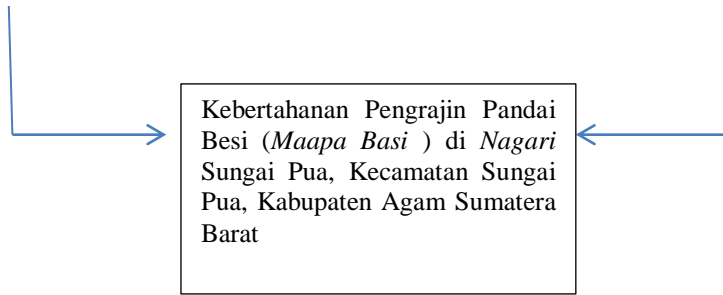 Kebertahanan Pengrajin Pandai
Besi (Maapa Basi ) di Nagari
Sungai Pua, Kecamatan Sungai
Pua, Kabupaten Agam Sumatera
Barat